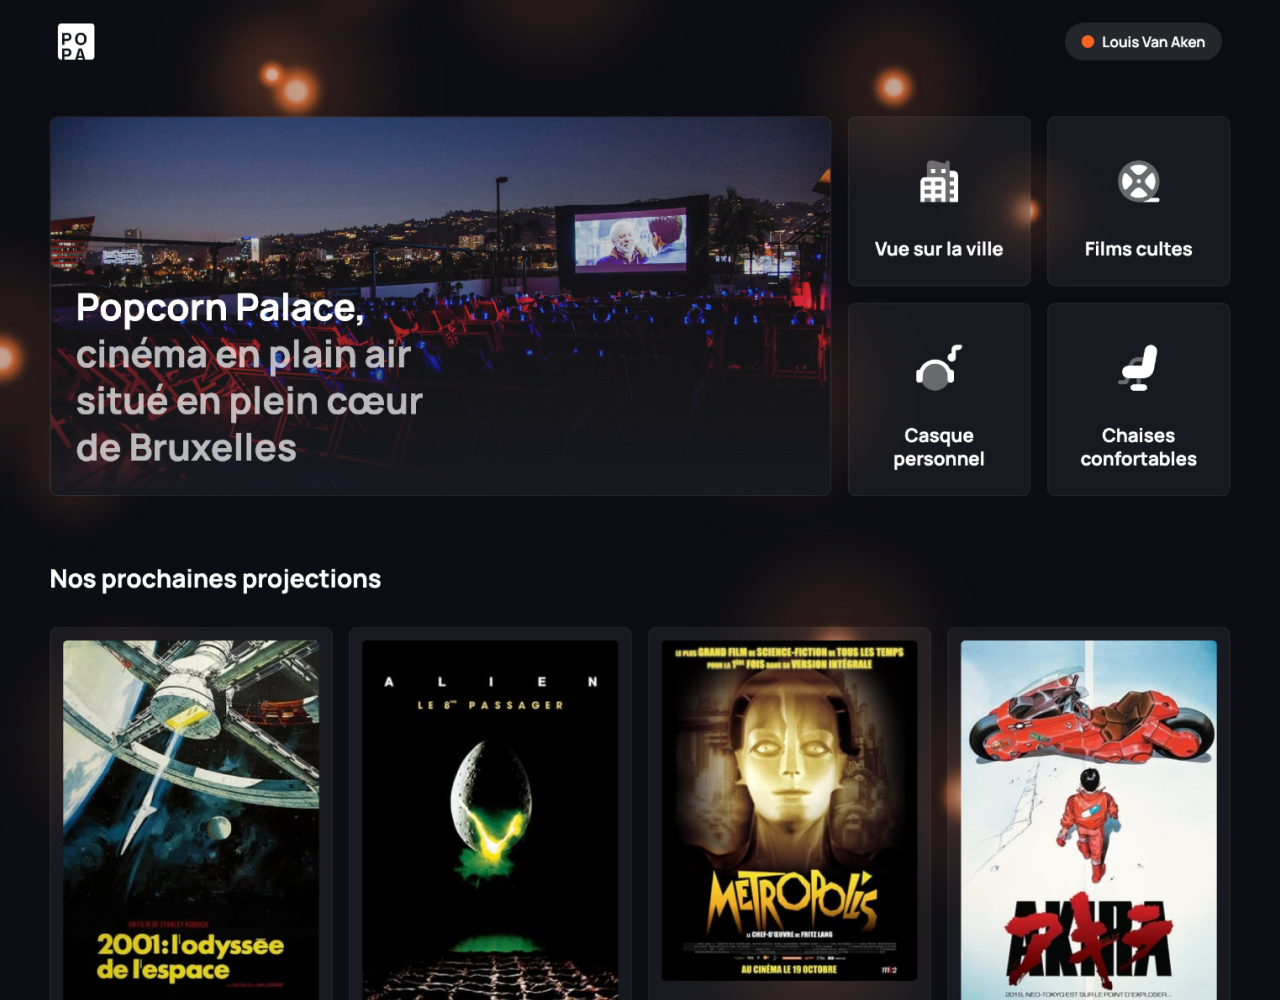 PO
PA
Louis Van Aken
Popcorn Palace,
cinéma en plain air
situé en plein cœur
de Bruxelles
Vue sur la ville
Films cultes
Casque
personnel
Chaises
confortables
Nos prochaines projections
UN FILM DE STANLEY KUBRICK
2001: l'odyssée
de l'espace
A L I E N
LE 8ème PASSAGER
LE PLUS GRAND FILM DE SCIENCE-FICTION DE TOUS LES TEMPS
POUR LA 1ÈRE FOIS DANS SA VERSION INTÉGRALE
METROPOLIS
LE CHEF-D'ŒUVRE DE FRITZ LANG
AU CINÉMA LE 19 OCTOBRE
mk2
AKIRA
アキラ
2019, NEO-TOKYO EST SUR LE POINT D'EXPLOSER...